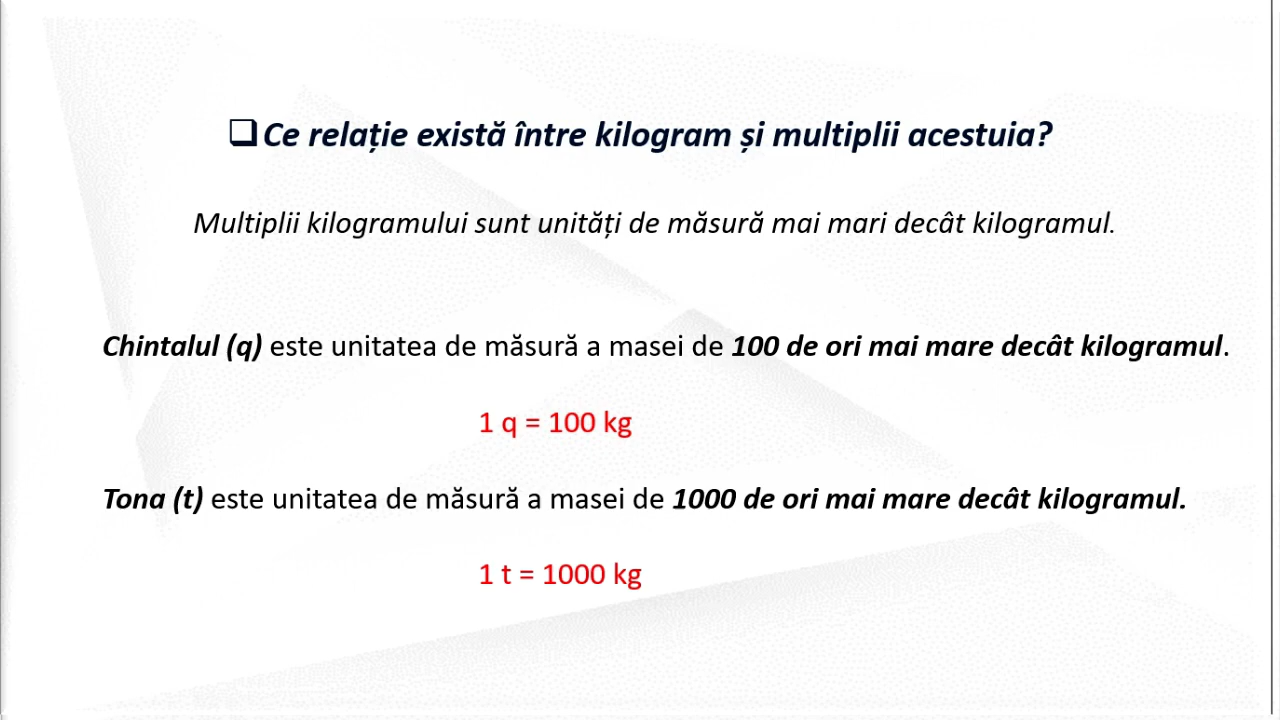 ❑Ce relație există între kilogram și multiplii acestuia?
Multiplii kilogramului sunt unități de măsură mai mari decât kilogramul.
Chintalul (q) este unitatea de măsură a masei de 100 de ori mai mare decât kilogramul.
1 q = 100 kg
Tona (t) este unitatea de măsură a masei de 1000 de ori mai mare decât kilogramul.
1 t = 1000 kg